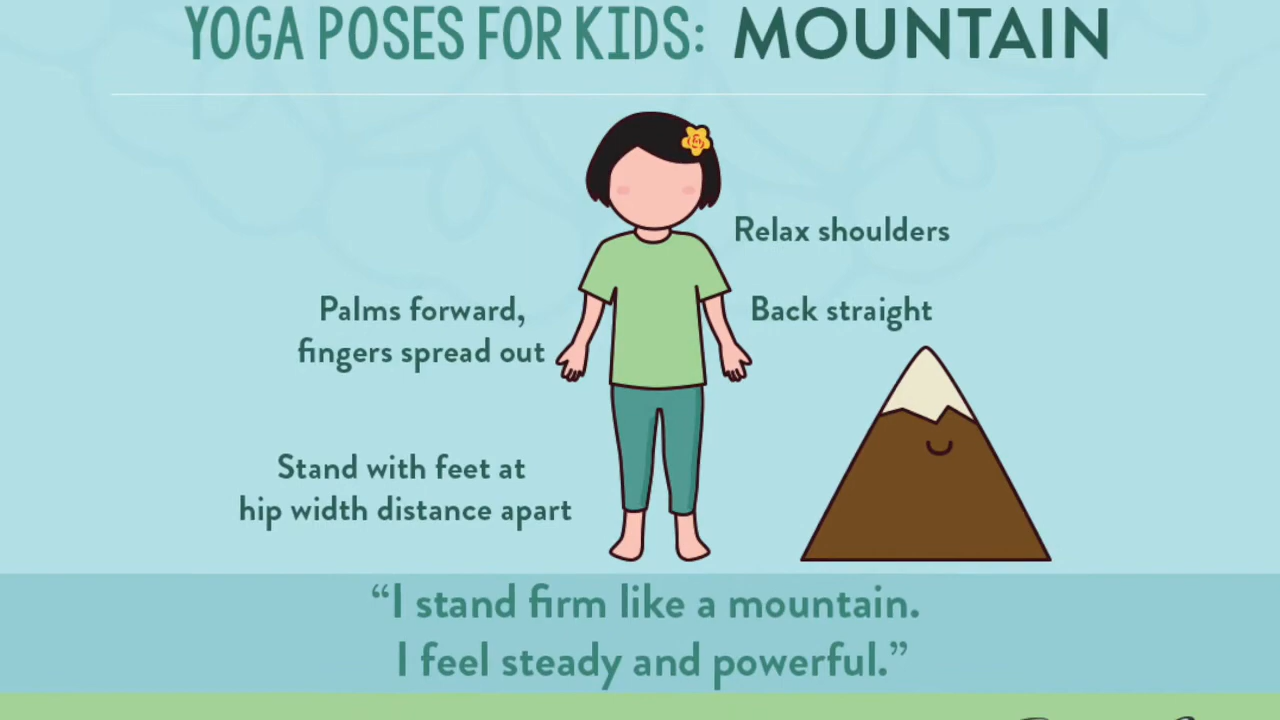 YOGA POSES FOR KIDS: MOUNTAIN
Relax shoulders
Palms forward,
fingers spread out
Back straight
Stand with feet at
hip width distance apart
“I stand firm like a mountain.
I feel steady and powerful.”